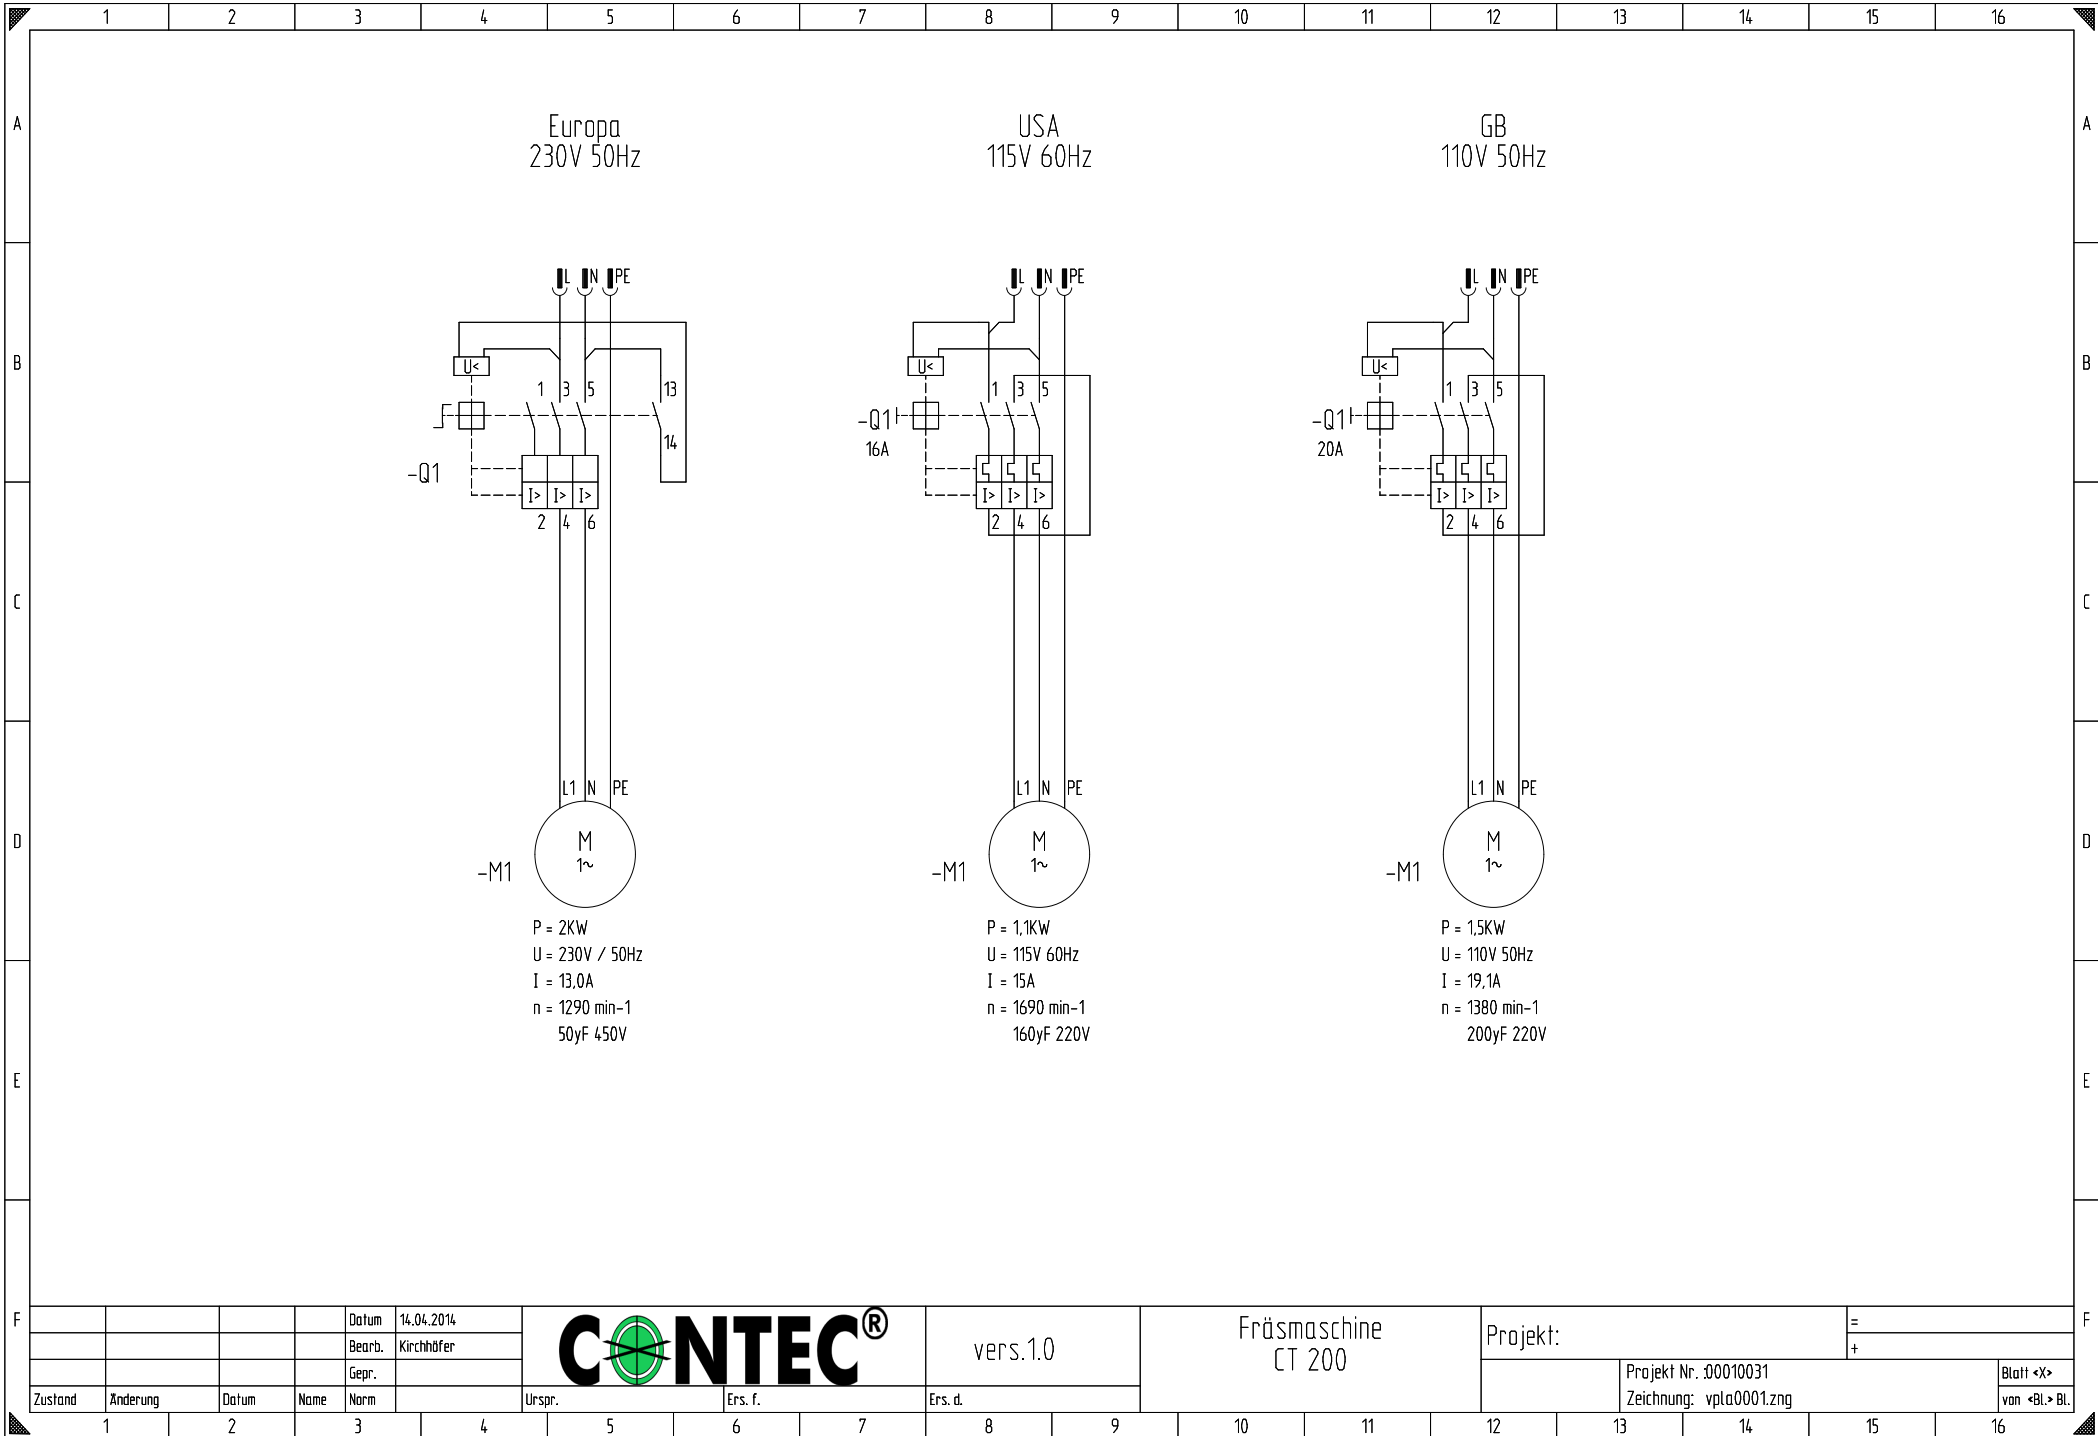 1 2 3 4 5 6 7 8 9 10 11 12 13 14 15 16
A A
Europa USA GB
230V 50Hz 115V 60Hz 110V 50Hz
L N PE L N PE L N PE
B U< U< U< B
1 3 5 13 1 3 5 1 3 5
-Q1 -Q1
14 16A 20A
-Q1
I> I> I> I> I> I> I> I> I>
2 4 6 2 4 6 2 4 6
C C
L1 N PE L1 N PE L1 N PE
D M M M D
1~ 1~ 1~
-M1 -M1 -M1
P = 2KW P = 1,1KW P = 1,5KW
U = 230V / 50Hz U = 115V 60Hz U = 110V 50Hz
I = 13,0A I = 15A I = 19,1A
n = 1290 min-1 n = 1690 min-1 n = 1380 min-1
50yF 450V 160yF 220V 200yF 220V
E E
F F
Datum 14.04.2014
Bearb. Kirchhöfer
Gepr.
Zustand Änderung Datum Name Norm
CONTEC®
Urspr. Ers. f. Ers. d.
vers.1.0
Fräsmaschine
CT 200
Projekt:
=
+
Projekt Nr. :00010031
Zeichnung: vpla0001.zng
Blatt <X>
von <Bl.> Bl.
1 2 3 4 5 6 7 8 9 10 11 12 13 14 15 16